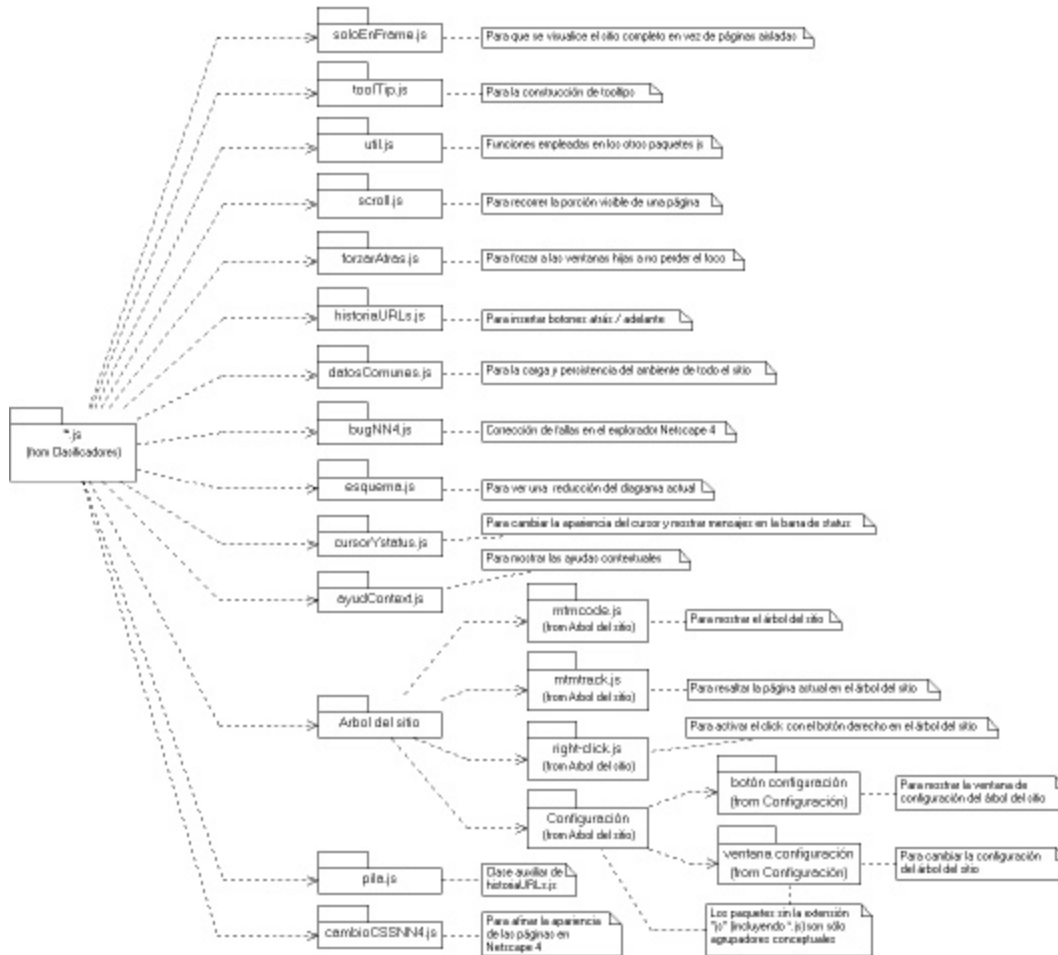 soloEnFrame.js
Para que se visualice el sitio completo en vez de páginas aisladas
toolTip.js
Para la construcción de tooltips
util.js
Funciones empleadas en los otros paquetes js
scroll.js
Para recorrer la porción visible de una página
forzarAtras.js
Para forzar a las ventanas hijas a no perder el foco
historiaURLs.js
Para insertar botones atrás / adelante
datosComunes.js
Para la carga y persistencia del ambiente de todo el sitio
*.js
(from Clasificadores)
bugNN4.js
Corrección de fallas en el explorador Netscape 4
esquema.js
Para ver una reducción del diagrama actual
cursorYstatus.js
Para cambiar la apariencia del cursor y mostrar mensajes en la barra de status
ayudContext.js
Para mostrar las ayudas contextuales
mtmcode.js
(from Arbol del sitio)
Para mostrar el árbol del sitio
mtmtrack.js
(from Arbol del sitio)
Para resaltar la página actual en el árbol del sitio
Arbol del sitio
right-click.js
(from Arbol del sitio)
Para activar el click con el botón derecho en el árbol del sitio
Configuración
(from Arbol del sitio)
botón configuración
(from Configuración)
Para mostrar la ventana de
configuración del árbol del sitio
ventana configuración
(from Configuración)
Para cambiar la configuración
del árbol del sitio
pila.js
Clase auxiliar de
historiaURLs.js
cambioCSSNN4.js
Para afinar la apariencia
de las páginas en
Netscape 4
Los paquetes sin la extensión
"js" (incluyendo *.js) son sólo
agrupadores conceptuales